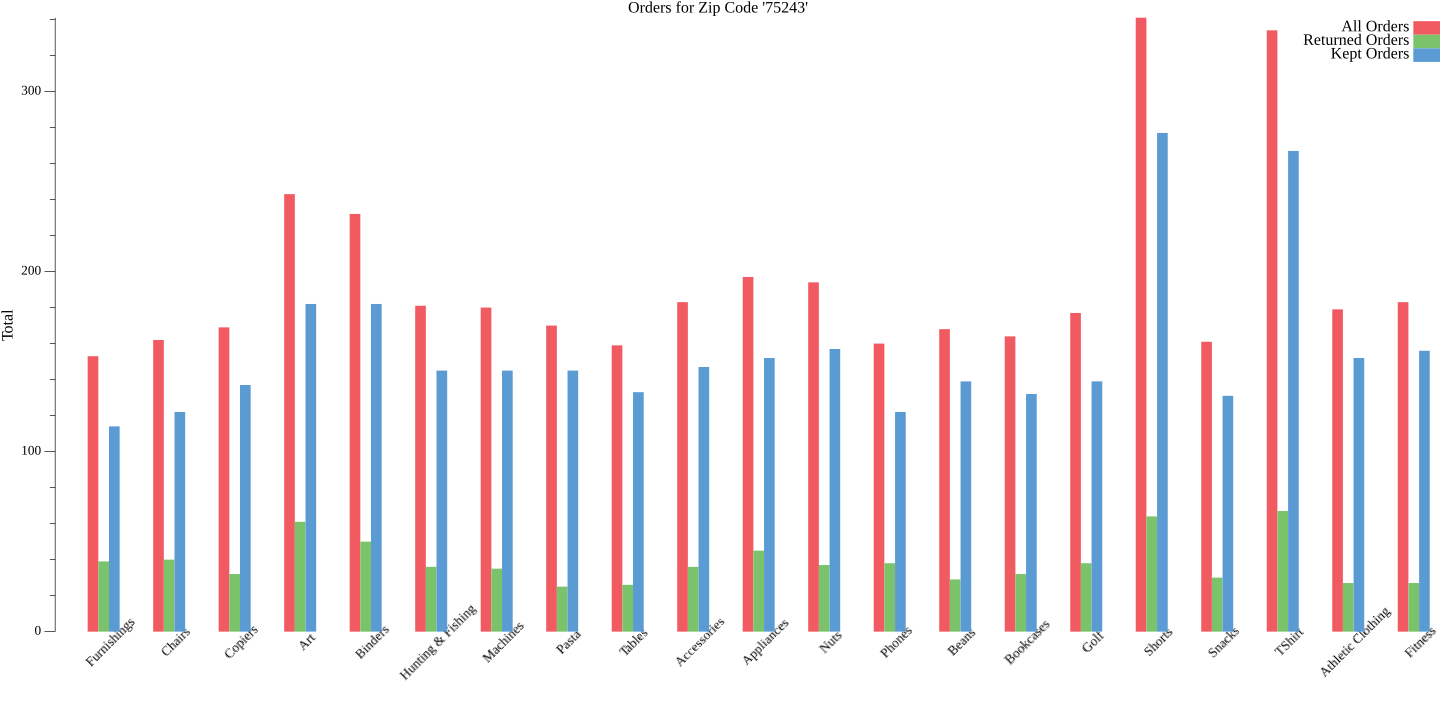 Orders for Zip Code '75243'
All Orders
Returned Orders
Kept Orders
Total
300
200
100
0
Furnishings
Chairs
Copiers
Art
Binders
Hunting & Fishing
Machines
Pasta
Tables
Accessories
Appliances
Nuts
Phones
Beans
Bookcases
Golf
Shorts
Snacks
TShirt
Athletic Clothing
Fitness